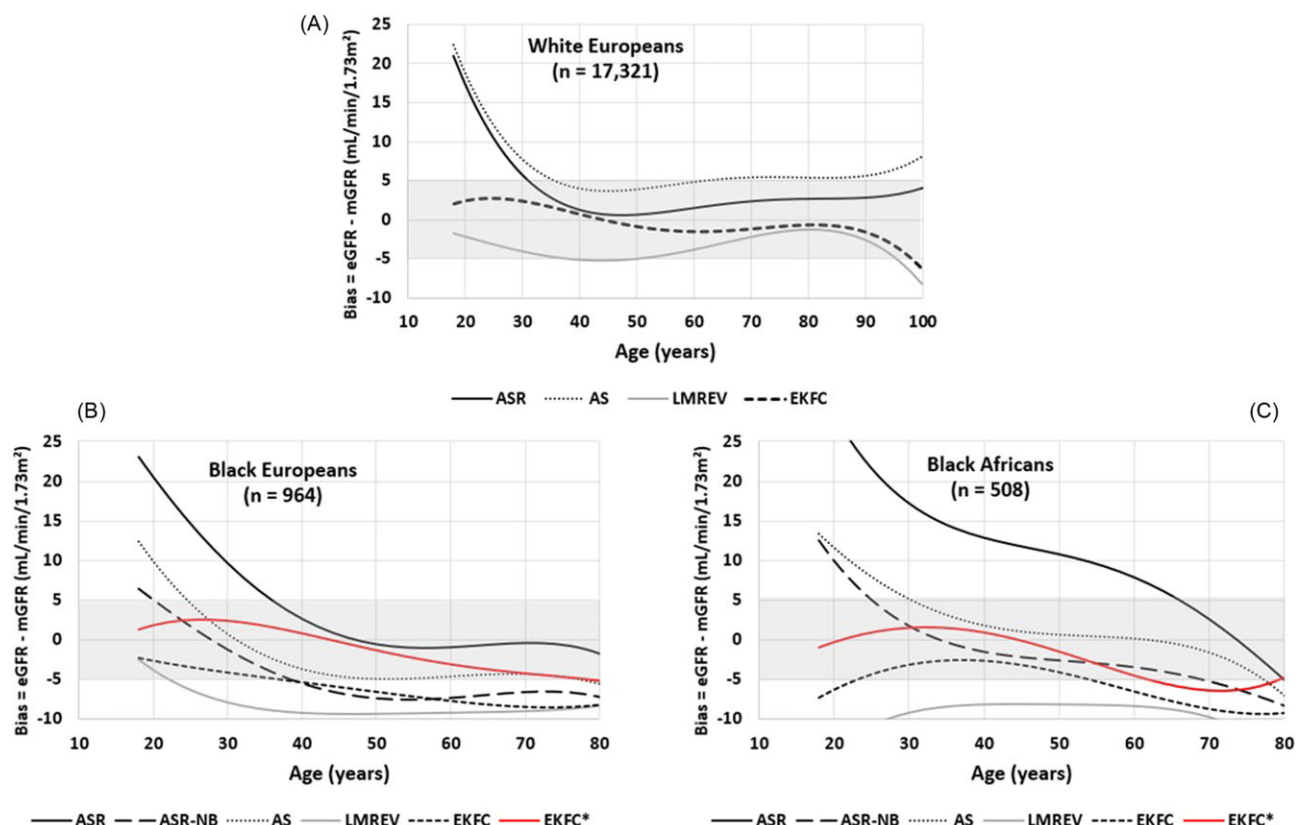 (A)
White Europeans
(n = 17,321)
Bias = eGFR - mGFR (mL/min/1.73m²)
25
20
15
10
5
0
-5
-10
10 20 30 40 50 60 70 80 90 100
Age (years)
ASR AS LMREV EKFC
(B)
Black Europeans
(n = 964)
Bias = eGFR - mGFR (mL/min/1.73m²)
25
20
15
10
5
0
-5
-10
10 20 30 40 50 60 70 80
Age (years)
ASR ASR-NB AS LMREV EKFC EKFC*
(C)
Black Africans
(n = 508)
Bias = eGFR - mGFR (mL/min/1.73m²)
25
20
15
10
5
0
-5
-10
10 20 30 40 50 60 70 80
Age (years)
ASR ASR-NB AS LMREV EKFC EKFC*